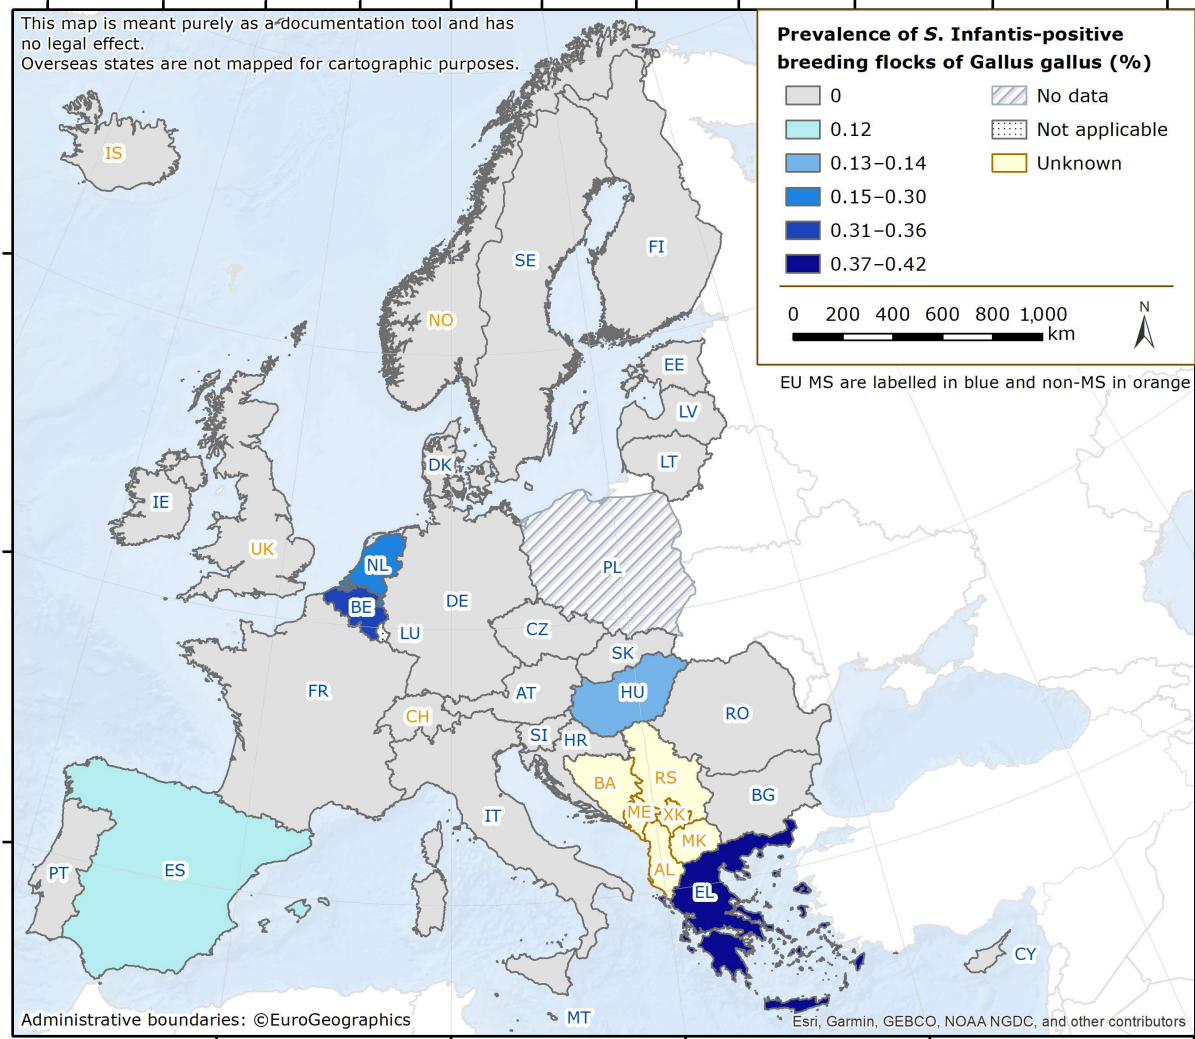 This map is meant purely as a documentation tool and has
no legal effect.
Overseas states are not mapped for cartographic purposes.
Prevalence of S. Infantis-positive
breeding flocks of Gallus gallus (%)
0
0.12
0.13–0.14
0.15–0.30
0.31–0.36
0.37–0.42
No data
Not applicable
Unknown
0 200 400 600 800 1,000
km
N
EU MS are labelled in blue and non-MS in orange
IS
FI
SE
NO
EE
LV
LT
DK
IE
UK
NL
PL
BE
DE
LU
CZ
SK
FR
AT
HU
CH
RO
SI
HR
BA
RS
BG
ME
XK
IT
MK
PT
ES
AL
EL
CY
MT
Administrative boundaries: ©EuroGeographics
Esri, Garmin, GEBCO, NOAA NGDC, and other contributors